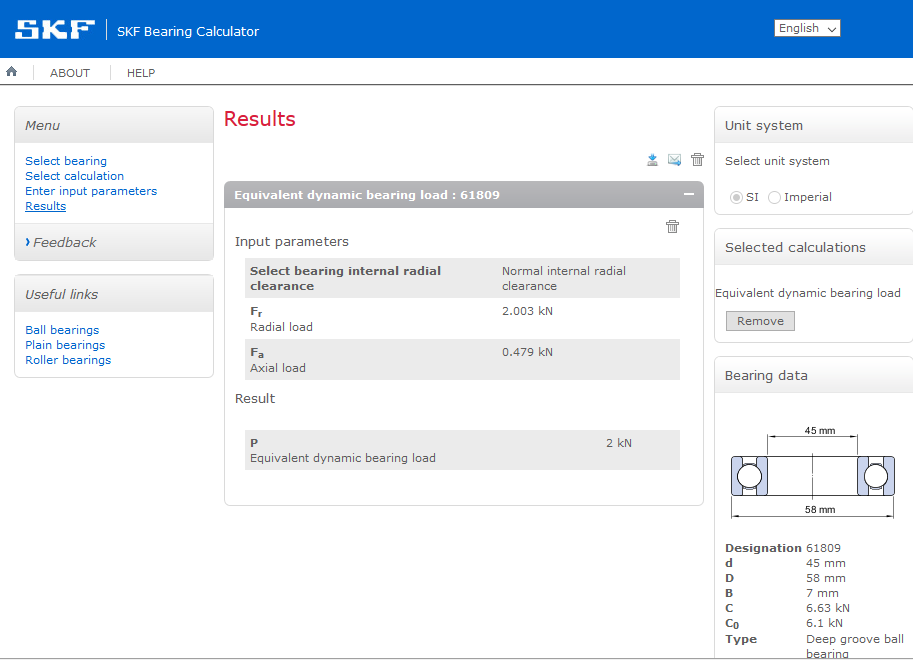 SKF SKF Bearing Calculator
English
ABOUT HELP
Menu
Select bearing
Select calculation
Enter input parameters
Results
Feedback
Useful links
Ball bearings
Plain bearings
Roller bearings
Results
Equivalent dynamic bearing load : 61809
Input parameters
Select bearing internal radial clearance Normal internal radial clearance
Fr 2.003 kN
Radial load
Fa 0.479 kN
Axial load
Result
P 2 kN
Equivalent dynamic bearing load
Unit system
Select unit system
SI Imperial
Selected calculations
Equivalent dynamic bearing load
Remove
Bearing data
45 mm
58 mm
Designation 61809
d 45 mm
D 58 mm
B 7 mm
C 6.63 kN
C0 6.1 kN
Type Deep groove ball
bearing